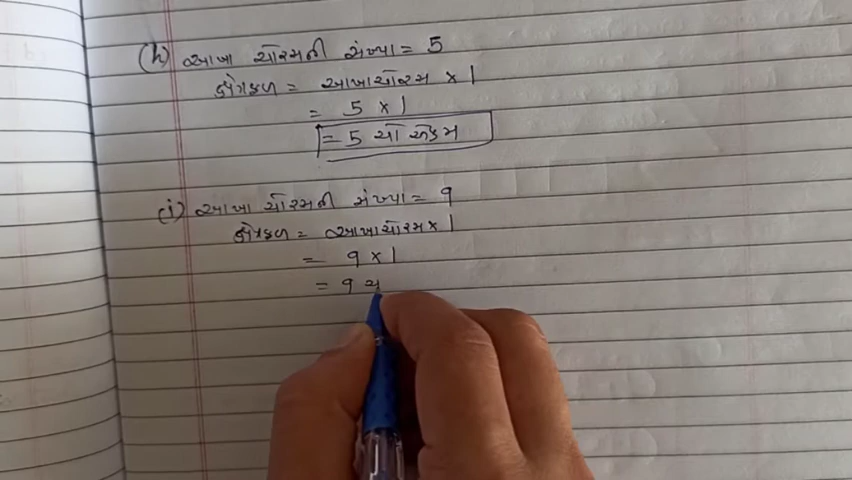 (h) આખા ચોરસની સંખ્યા = 5
ક્ષેત્રફળ = આખાચોરસ × 1
= 5 × 1
= 5 ચો એકમ
(i) આખા ચોરસની સંખ્યા = 9
ક્ષેત્રફળ = આખાચોરસ × 1
= 9 × 1
= 9 ચ